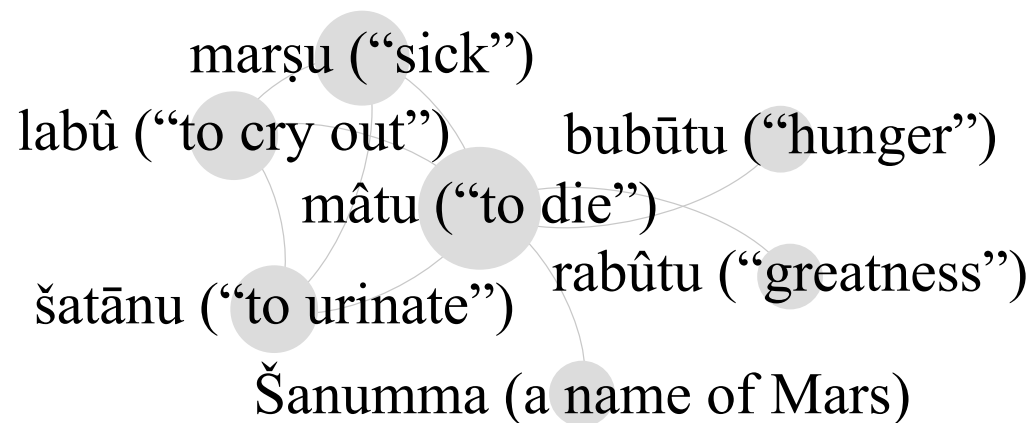 marṣu (“sick”)
labû (“to cry out”)
bubūtu (“hunger”)
mâtu (“to die”)
rabûtu (“greatness”)
šatānu (“to urinate”)
Šanumma (a name of Mars)